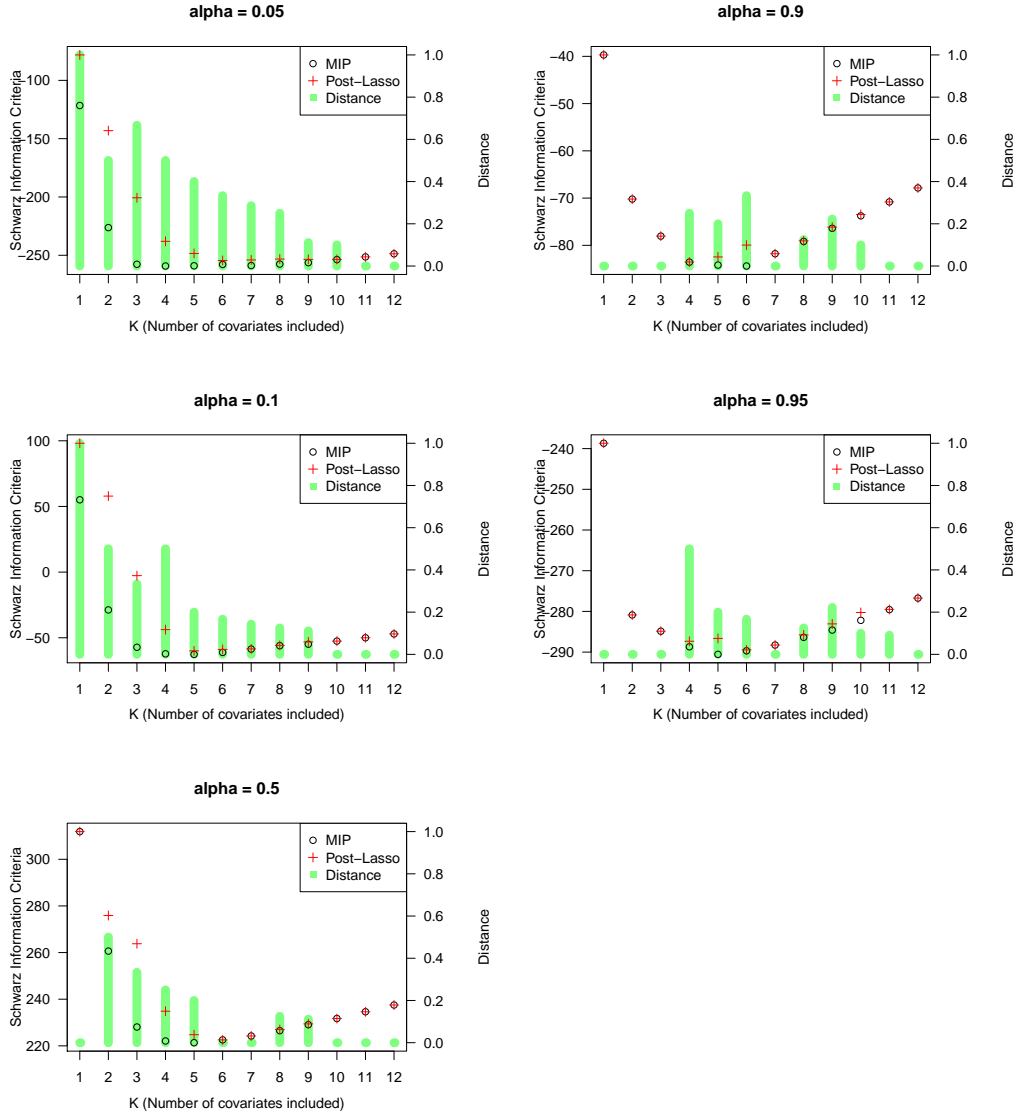 alpha = 0.05
Schwarz Information Criteria
−100
−150
−200
−250
MIP
Post−Lasso
Distance
1.0
0.8
0.6
0.4
0.2
0.0
Distance
1 2 3 4 5 6 7 8 9 10 11 12
K (Number of covariates included)
alpha = 0.9
Schwarz Information Criteria
−40
−50
−60
−70
−80
MIP
Post−Lasso
Distance
1.0
0.8
0.6
0.4
0.2
0.0
Distance
1 2 3 4 5 6 7 8 9 10 11 12
K (Number of covariates included)
alpha = 0.1
Schwarz Information Criteria
100
50
0
−50
MIP
Post−Lasso
Distance
1.0
0.8
0.6
0.4
0.2
0.0
Distance
1 2 3 4 5 6 7 8 9 10 11 12
K (Number of covariates included)
alpha = 0.95
Schwarz Information Criteria
−240
−250
−260
−270
−280
−290
MIP
Post−Lasso
Distance
1.0
0.8
0.6
0.4
0.2
0.0
Distance
1 2 3 4 5 6 7 8 9 10 11 12
K (Number of covariates included)
alpha = 0.5
Schwarz Information Criteria
300
280
260
240
220
MIP
Post−Lasso
Distance
1.0
0.8
0.6
0.4
0.2
0.0
Distance
1 2 3 4 5 6 7 8 9 10 11 12
K (Number of covariates included)